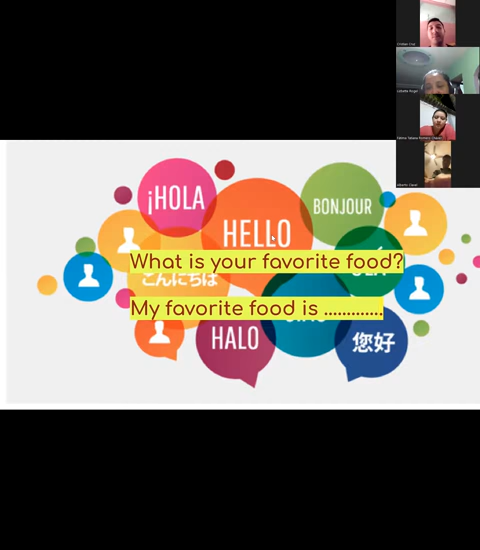 ¡HOLA
HELLO
BONJOUR
What is your favorite food?
こんにちは
My favorite food is .............
HALO
您好